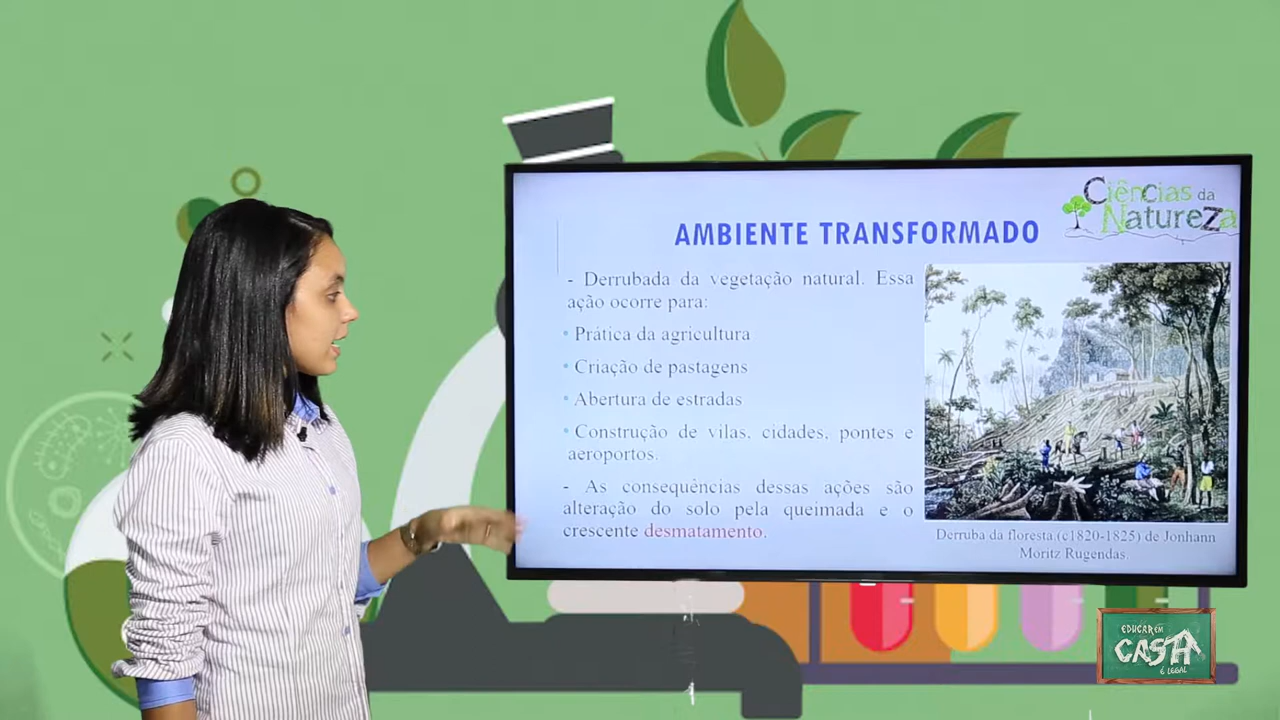 Ciências da
Natureza
AMBIENTE TRANSFORMADO
- Derrubada da vegetação natural. Essa
ação ocorre para:
• Prática da agricultura
• Criação de pastagens
• Abertura de estradas
• Construção de vilas, cidades, pontes e
aeroportos.
- As consequências dessas ações são
alteração do solo pela queimada e o
crescente desmatamento.
Derruba da floresta (c1820-1825) de Jonhann
Moritz Rugendas.
EDUCAR EM
CASA
É LEGAL